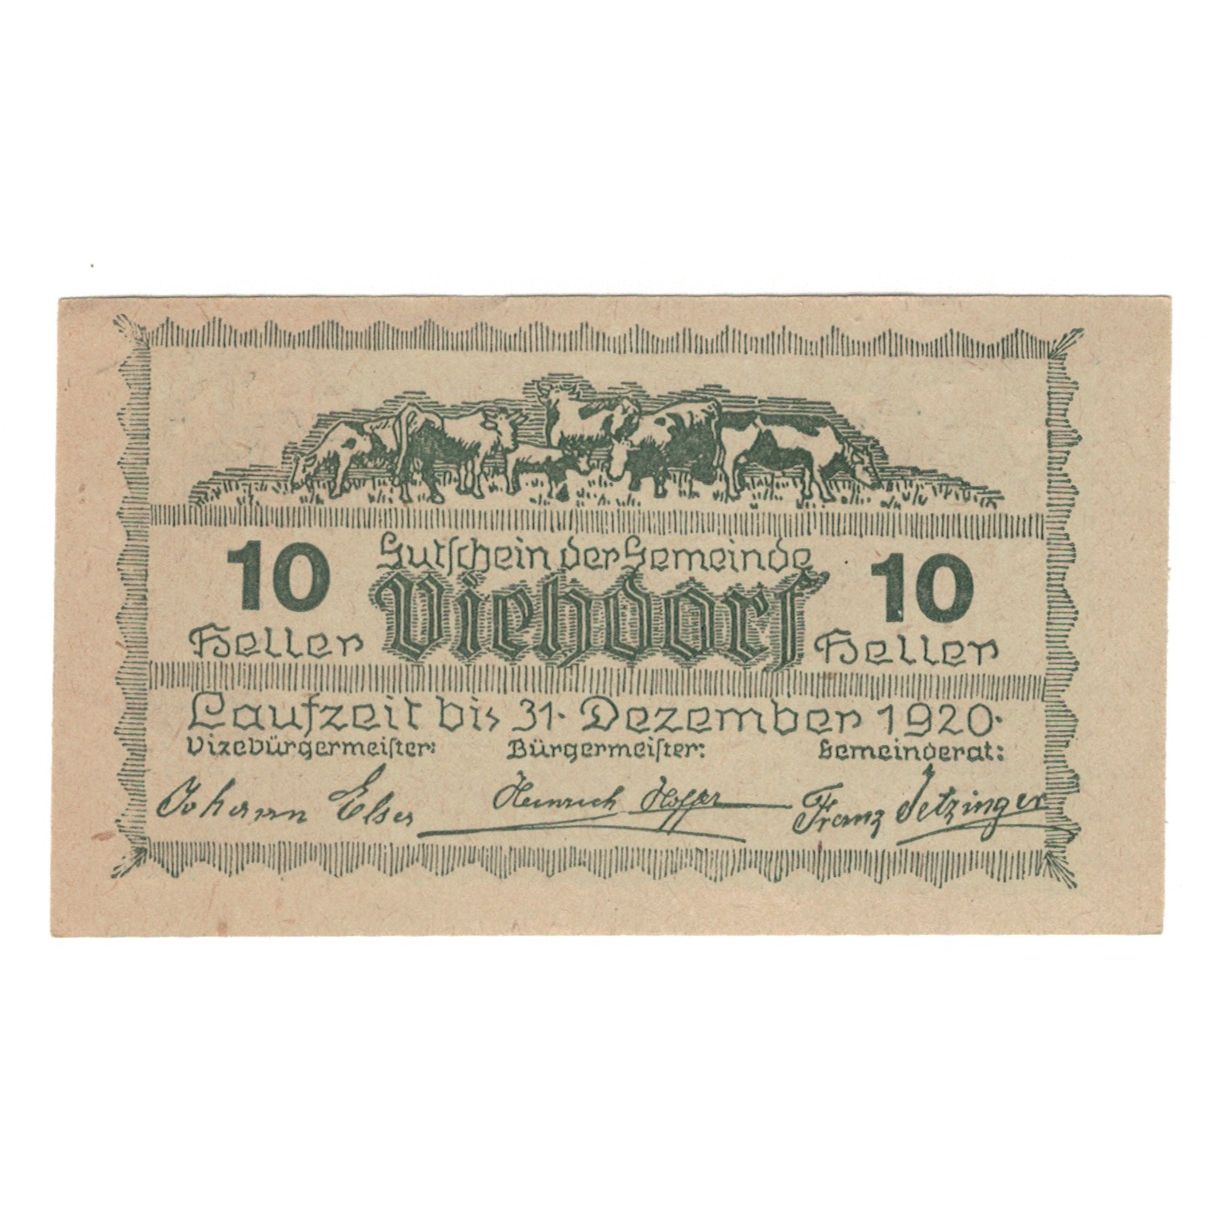 10 Gutschein der Gemeinde 10
Heller Viehdorf Heller
Laufzeit bis 31. Dezember 1920.
Vizebürgermeister: Bürgermeister: Gemeinderat:
Johann Elser Heinrich Hoffer Franz Jetzinger